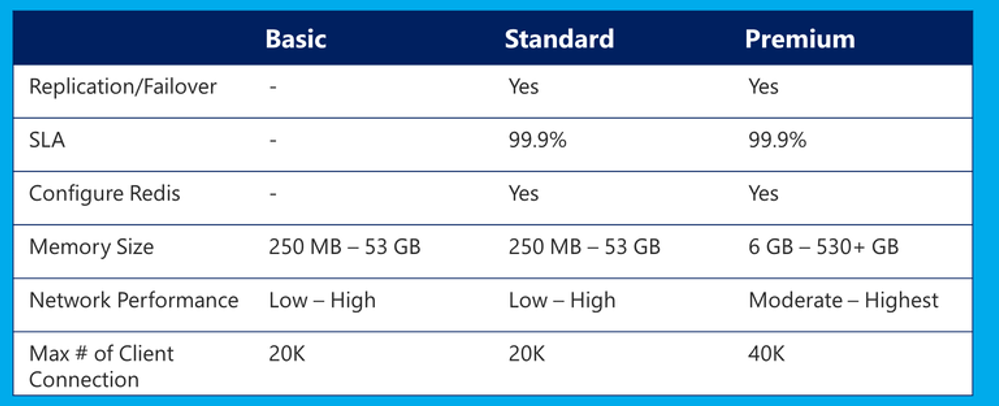 Basic Standard Premium
Replication/Failover - Yes Yes
SLA - 99.9% 99.9%
Configure Redis - Yes Yes
Memory Size 250 MB – 53 GB 250 MB – 53 GB 6 GB – 530+ GB
Network Performance Low – High Low – High Moderate – Highest
Max # of Client 20K 20K 40K
Connection